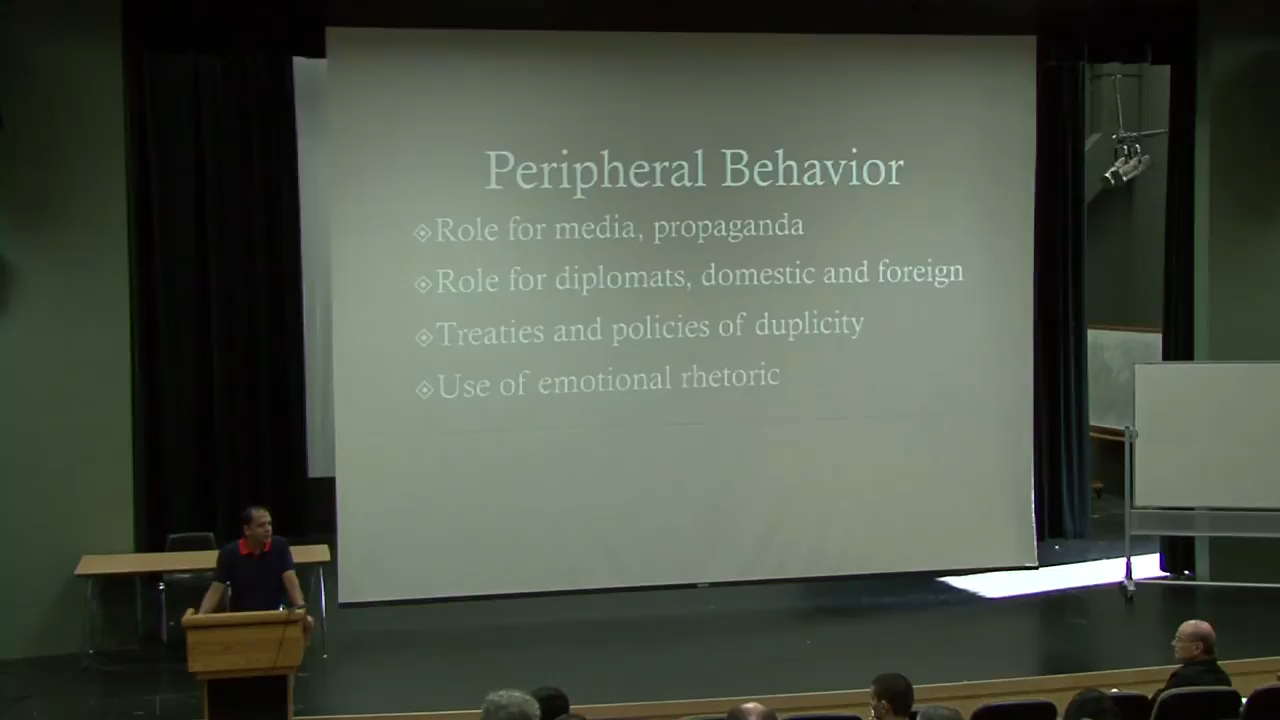 Peripheral Behavior
Role for media, propaganda
Role for diplomats, domestic and foreign
Treaties and policies of duplicity
Use of emotional rhetoric